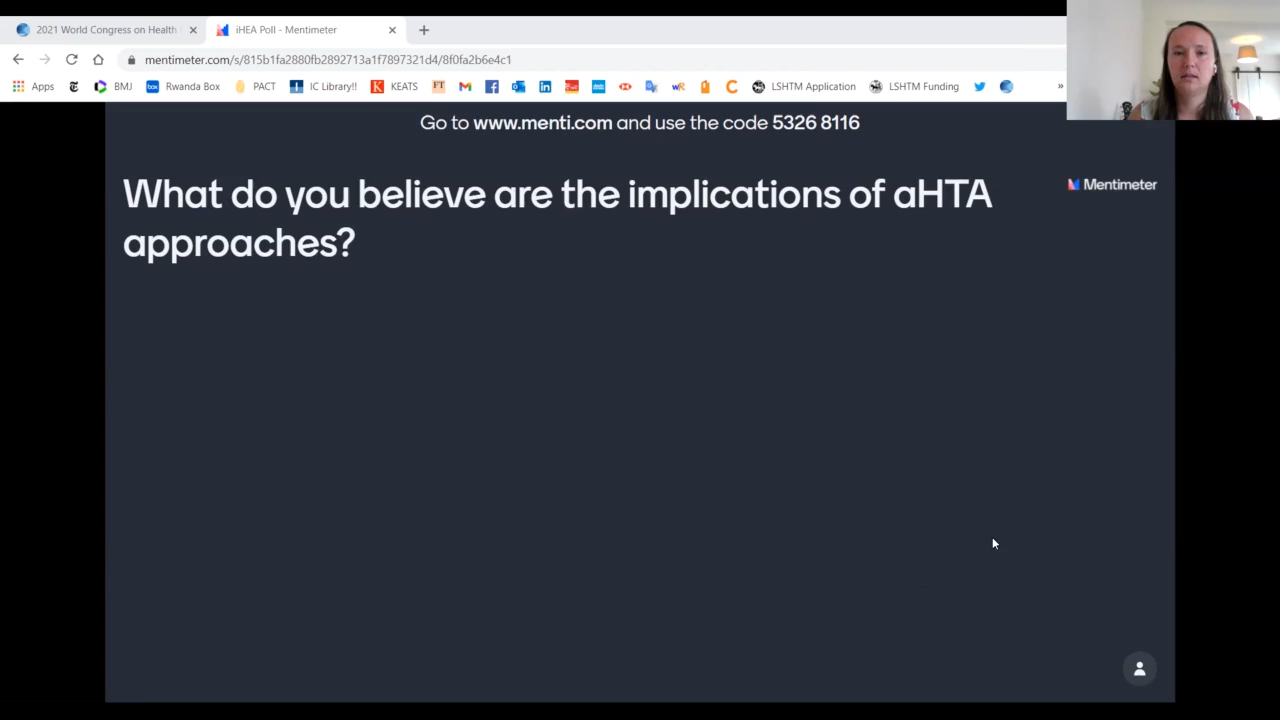 2021 World Congress on Health
iHEA Poll - Mentimeter
mentimeter.com/s/815b1fa2880fb2892713a1f7897321d4/8f0fa2b6e4c1
Apps BMJ Rwanda Box PACT IC Library!! KEATS FT LSHTM Application LSHTM Funding »
Go to www.menti.com and use the code 5326 8116
What do you believe are the implications of aHTA
approaches?
Mentimeter